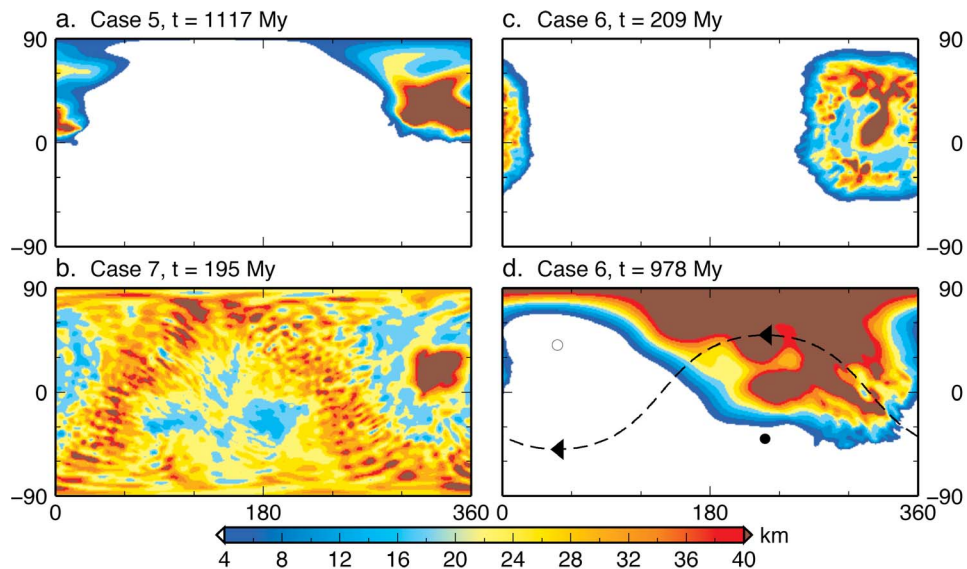 a. Case 5, t = 1117 My
c. Case 6, t = 209 My
90
0
−90
90
0
−90
b. Case 7, t = 195 My
d. Case 6, t = 978 My
90
0
−90
90
0
−90
0 180 360
0 180 360
4 8 12 16 20 24 28 32 36 40 km